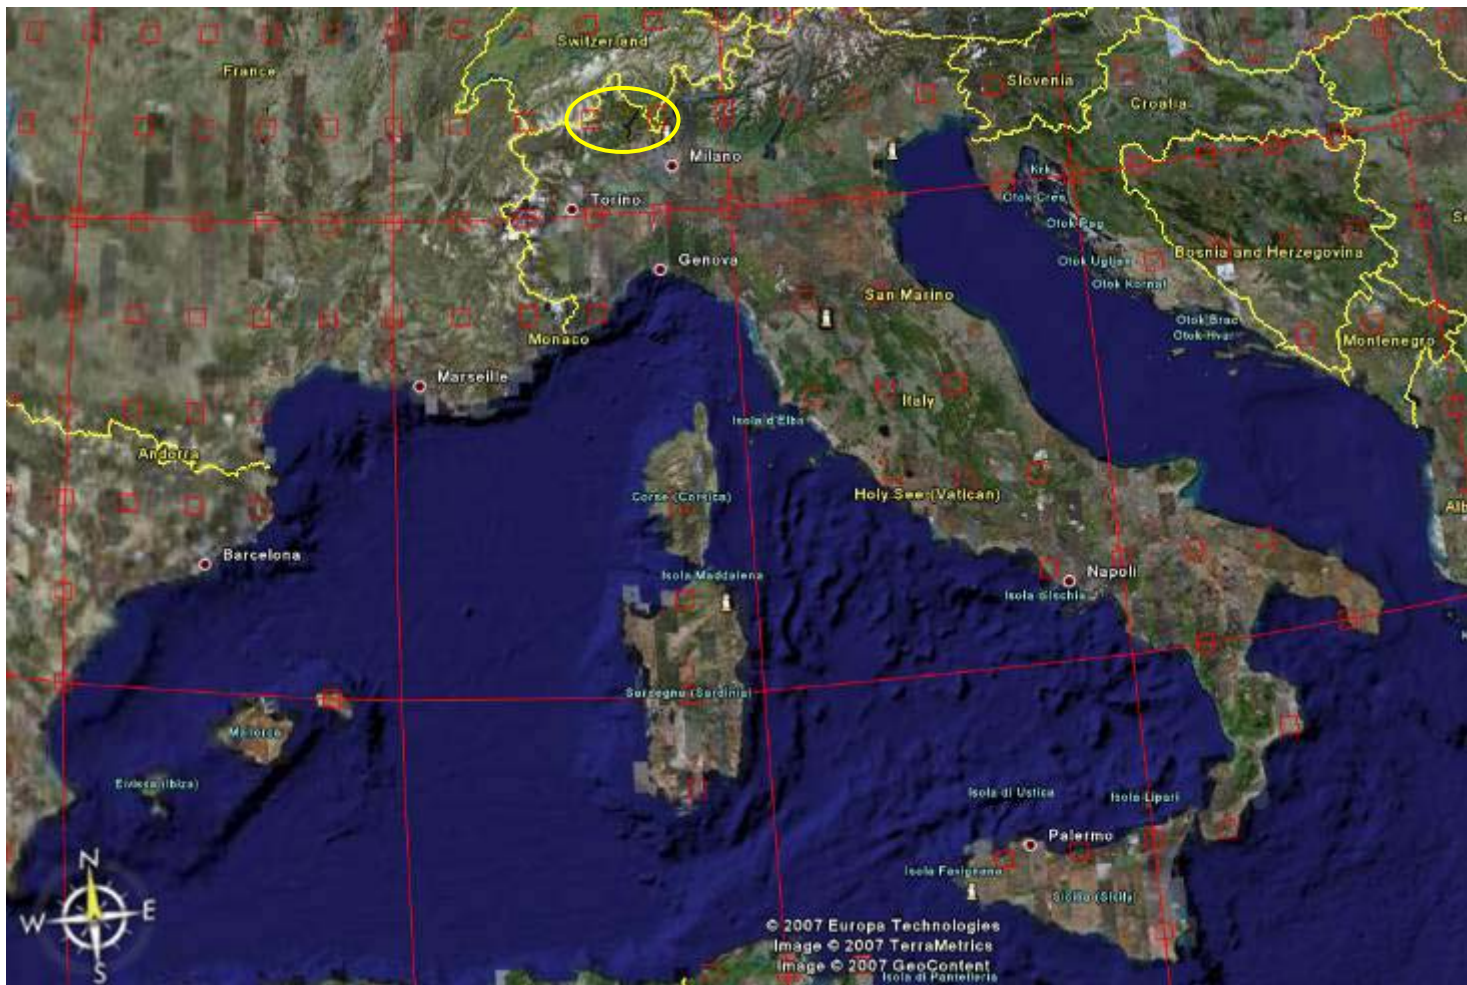 Switzerland
France
Slovenia
Croatia
Milano
Krk
Torino
Otok Cres
Otok Pag
Genova
Otok Ugljan
Bosnia and Herzegovina
Otok Kornat
San Marino
Otok Brac
Otok Hvar
Monaco
Montenegro
Marseille
Italy
Isola d'Elba
Andorra
Corse (Corsica)
Holy See (Vatican)
Alb
Barcelona
Isola Maddalena
Napoli
Isola d'Ischia
Sardegna (Sardinia)
Mallorca
Eivissa (Ibiza)
Isola di Ustica
Isola Lipari
Palermo
N
Isola Favignana
Sicilia (Sicily)
W
E
© 2007 Europa Technologies
Image © 2007 TerraMetrics
Image © 2007 GeoContent
S
Isola di Pantelleria